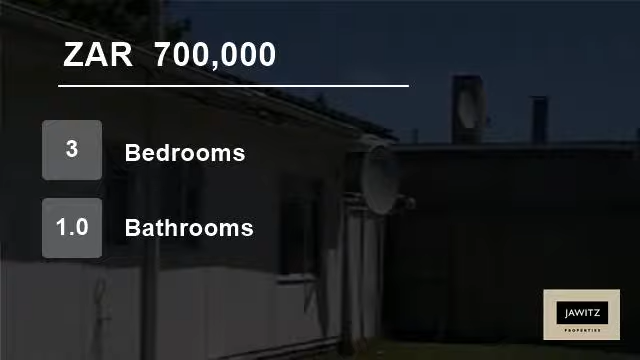 ZAR 700,000
3 Bedrooms
1.0 Bathrooms
JAWITZ
PROPERTIES